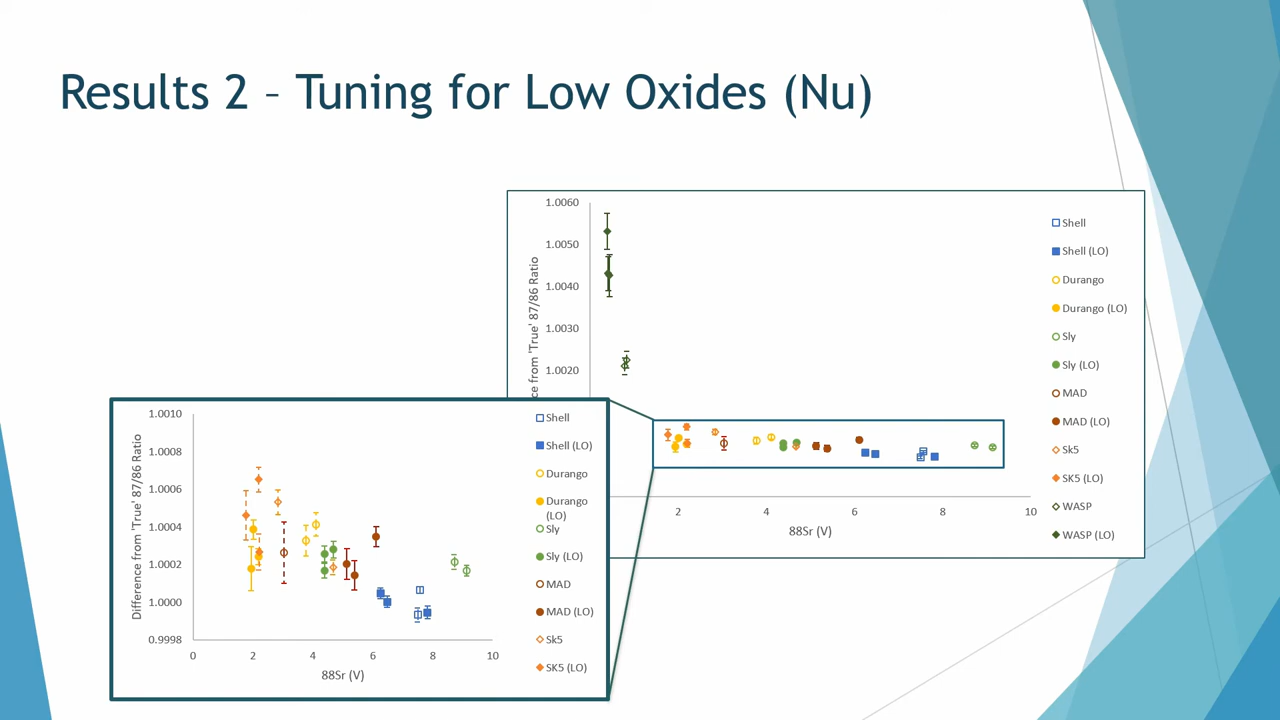 Results 2 – Tuning for Low Oxides (Nu)
1.0060
1.0050
1.0040
1.0030
1.0020
ce from 'True' 87/86 Ratio
2
4
6
8
10
88Sr (V)
Shell
Shell (LO)
Durango
Durango (LO)
Sly
Sly (LO)
MAD
MAD (LO)
Sk5
SK5 (LO)
WASP
WASP (LO)
Difference from 'True' 87/86 Ratio
1.0010
1.0008
1.0006
1.0004
1.0002
1.0000
0.9998
0
2
4
6
8
10
88Sr (V)
Shell
Shell (LO)
Durango
Durango
(LO)
Sly
Sly (LO)
MAD
MAD (LO)
Sk5
SK5 (LO)